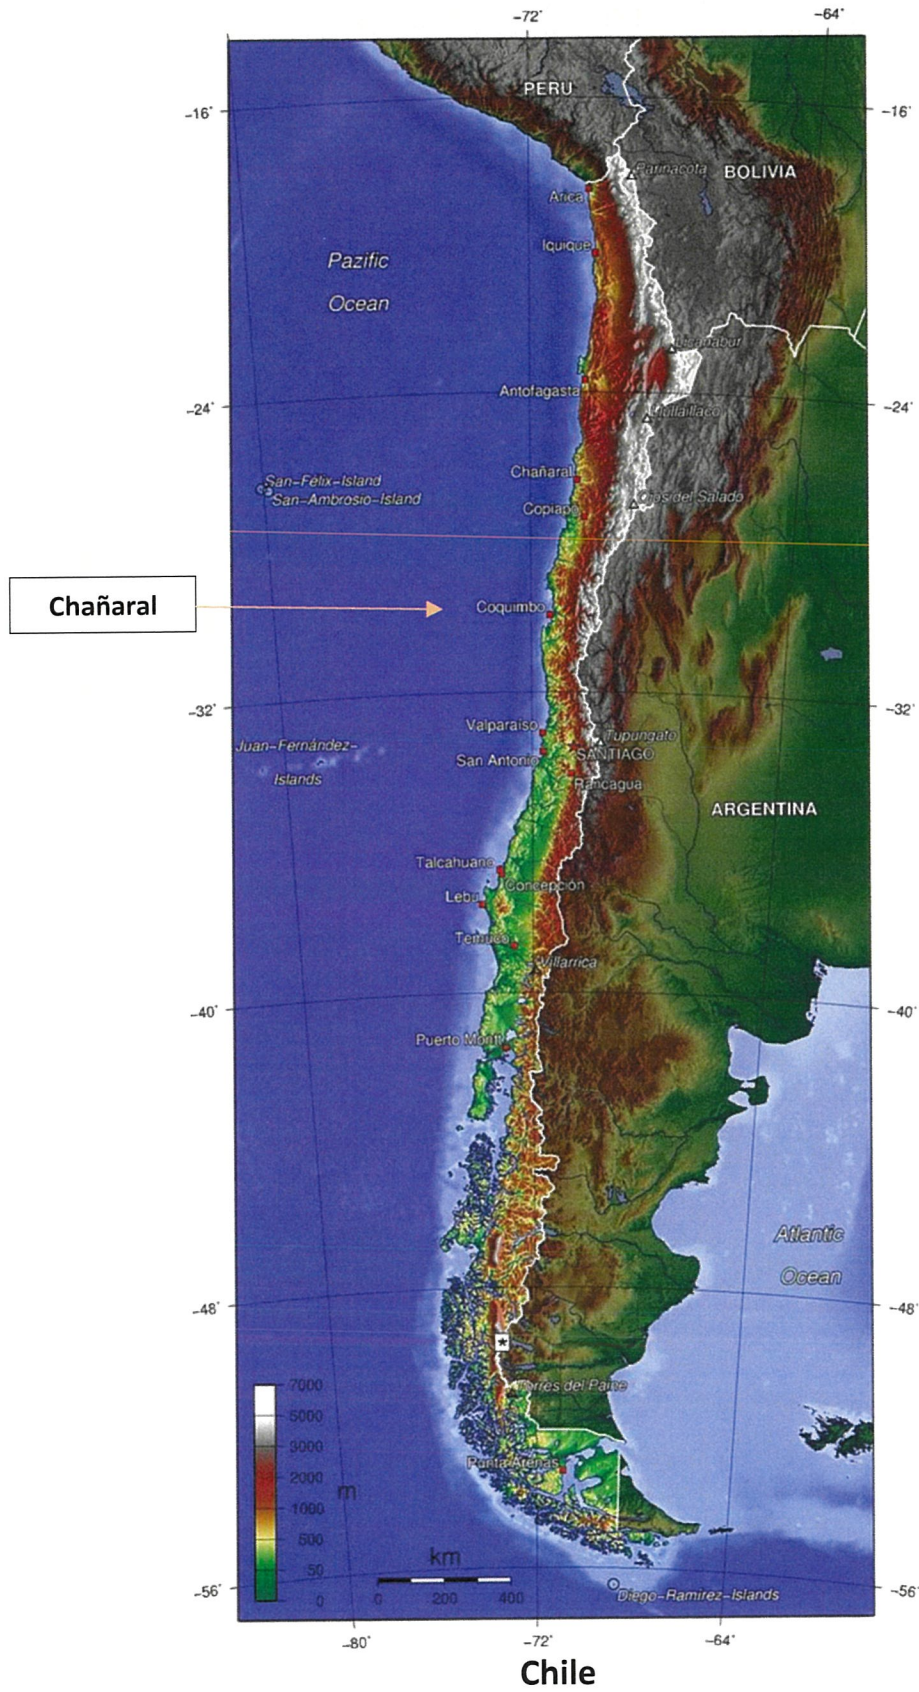 -72°
-64°
PERU
-16°
-16°
Parinacota
BOLIVIA
Arica
Iquique
Pazific
Ocean
Licanabur
Antofagasta
-24°
-24°
Llullaillaco
Chañaral
San-Félix-Island
San-Ambrosio-Island
Ojos del Salado
Copiapo
Chañaral
Coquimbo
-32°
-32°
Valparaíso
Tupungato
Juan-Fernández-
Islands
SANTIAGO
San Antonio
Rancagua
ARGENTINA
Talcahuano
Concepción
Lebu
Temuco
Villarrica
-40°
-40°
Puerto Montt
Atlantic
Ocean
-48°
-48°
Torres del Paine
7000
5000
3000
2000
1000
500
50
0
m
Punta Arenas
km
0 200 400
-56°
-56°
Diego-Ramirez-Islands
-80°
-72°
-64°
Chile